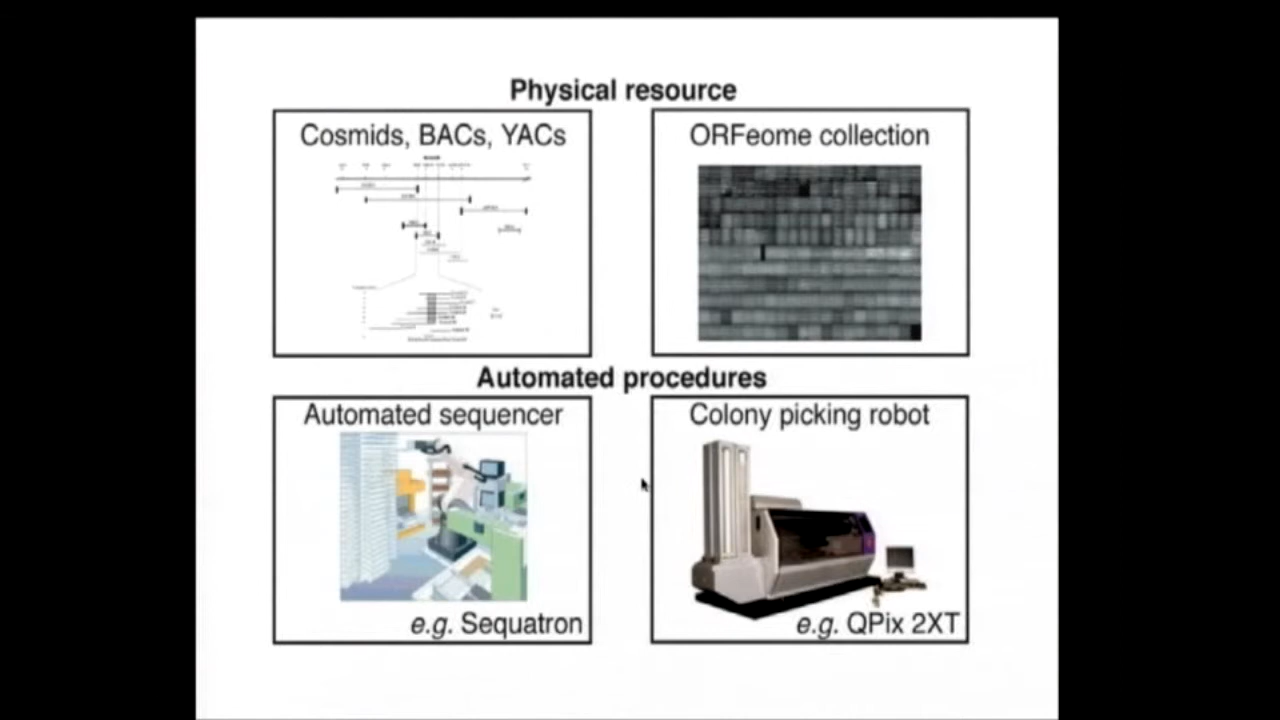 Physical resource
Cosmids, BACs, YACs
ORFeome collection
Automated procedures
Automated sequencer
Colony picking robot
e.g. Sequatron
e.g. QPix 2XT